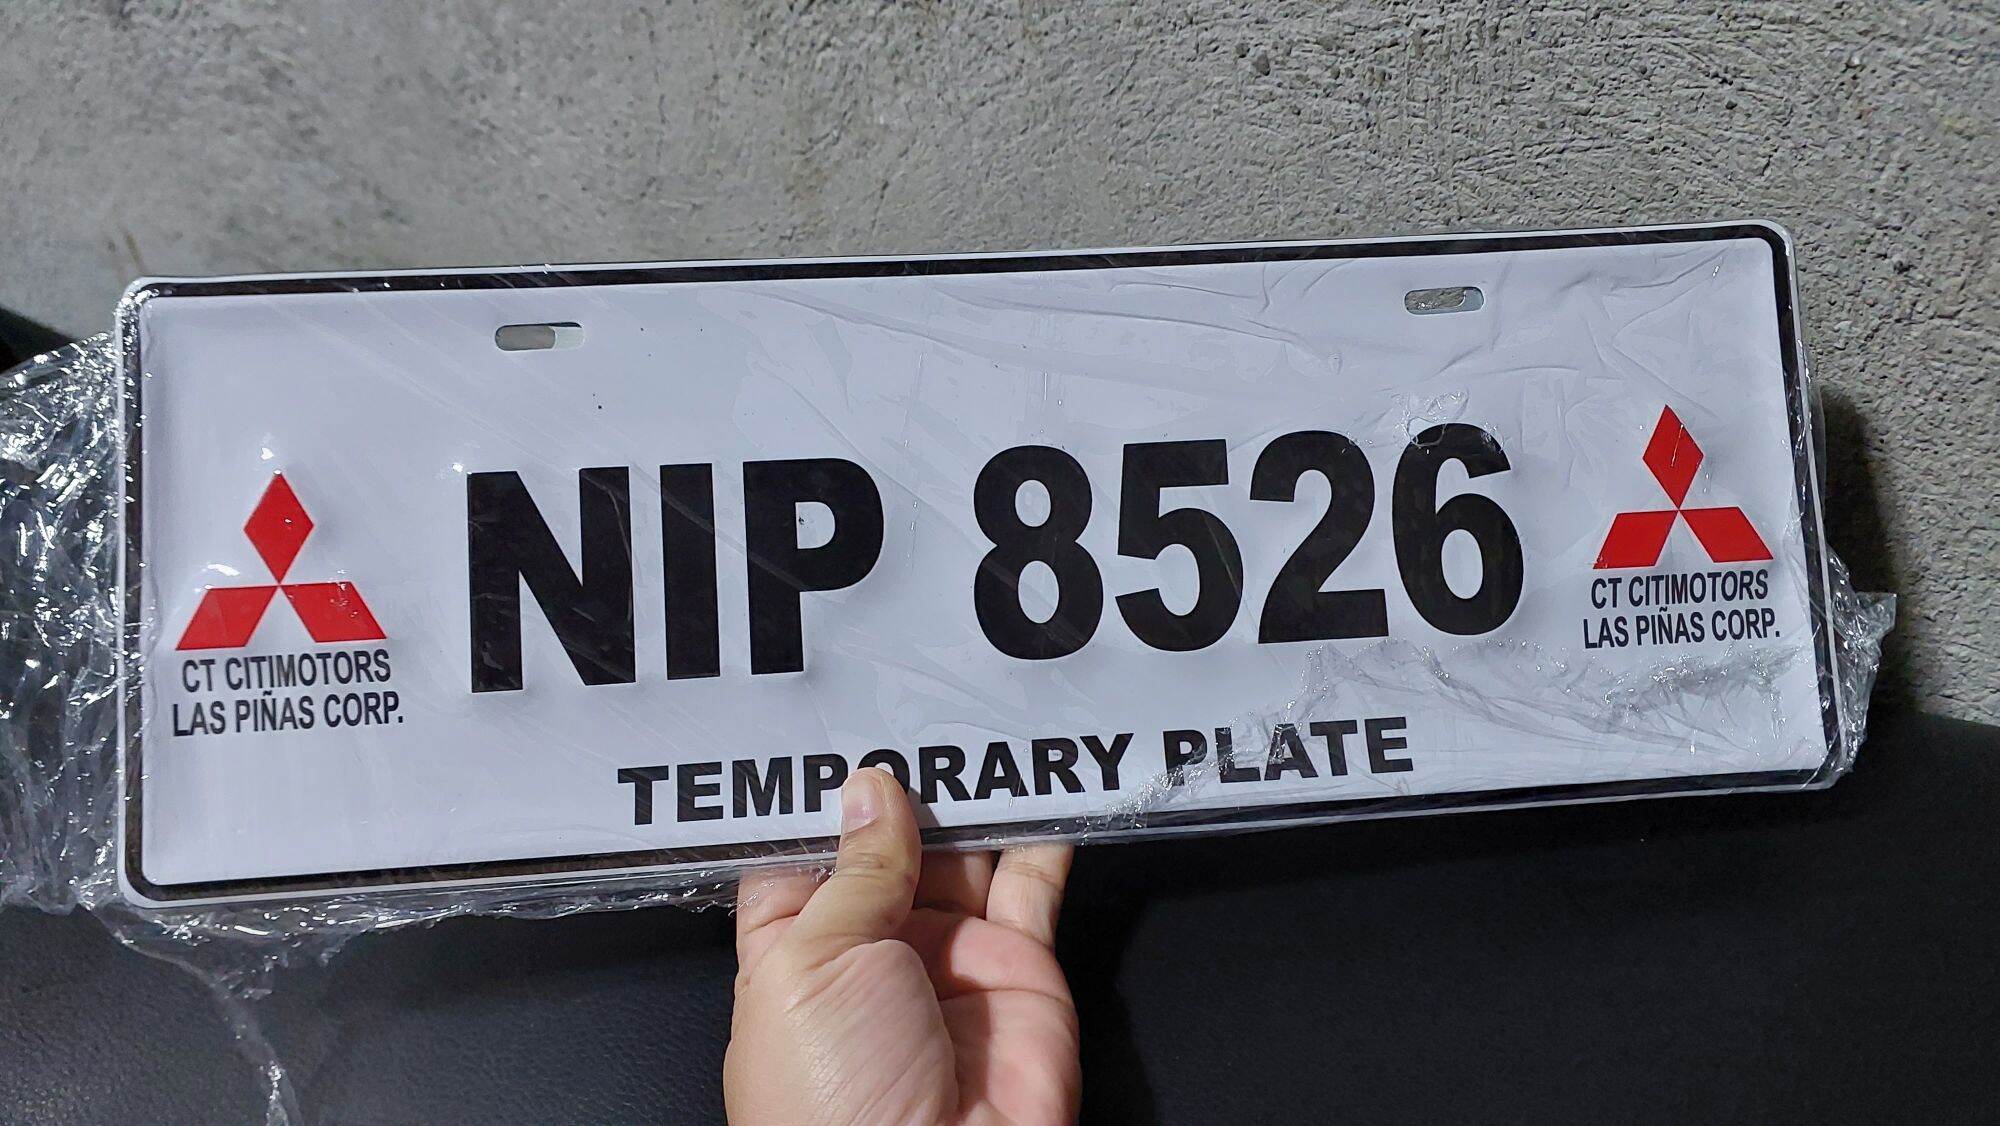 NIP 8526
CT CITIMOTORS
LAS PIÑAS CORP.
CT CITIMOTORS
LAS PIÑAS CORP.
TEMPORARY PLATE